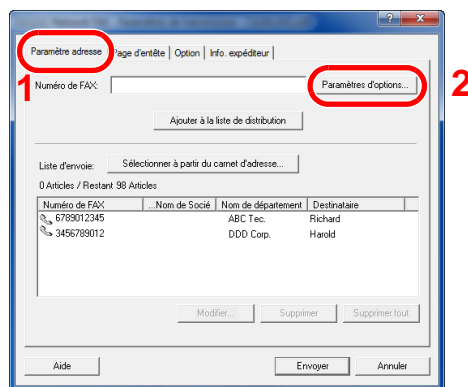 Paramètre adresse Page d'entête Option Info. expéditeur
1 Numéro de FAX: Paramètres d'options... 2
Ajouter à la liste de distribution
Liste d'envoie: Sélectionner à partir du carnet d'adresse...
0 Articles / Restant 98 Articles
Numéro de FAX ...Nom de Socié Nom de département Destinataire
6789012345 ABC Tec. Richard
3456789012 DDD Corp. Harold
Modifier... Supprimer Supprimer tout
Aide Envoyer Annuler